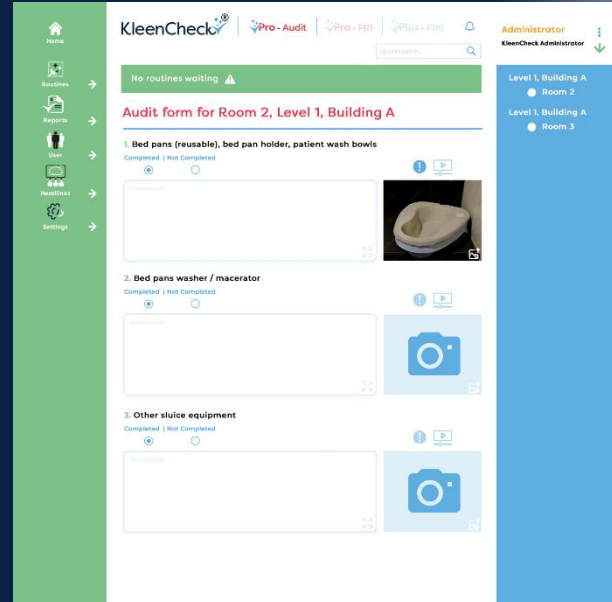 KleenCheck®
Pro - Audit
Pro - FR1
Plus - FR6
Administrator
KleenCheck Administrator
Home
Routines
Reports
User
Headlines
Settings
No routines waiting
Audit form for Room 2, Level 1, Building A
1. Bed pans (reusable), bed pan holder, patient wash bowls
Completed | Not Completed
Comments
2. Bed pans washer / macerator
Completed | Not Completed
Comments
3. Other sluice equipment
Completed | Not Completed
Comments
Level 1, Building A
Room 2
Level 1, Building A
Room 3